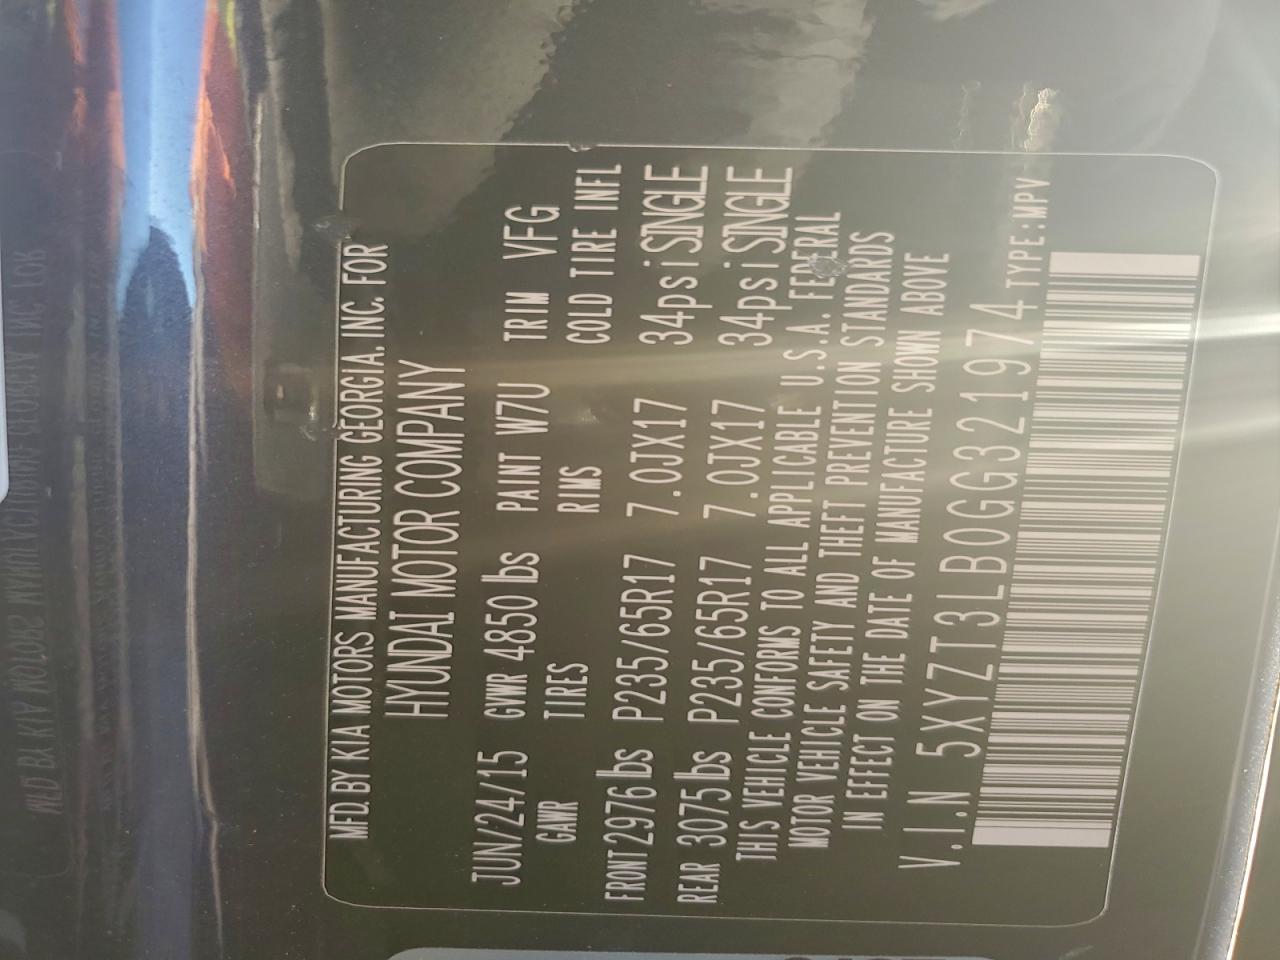 MFD. BY KIA MOTORS MANUFACTURING GEORGIA, INC. FOR
HYUNDAI MOTOR COMPANY
JUN/24/15 GVWR 4850 lbs PAINT W7U TRIM VFG
GAWR TIRES RIMS COLD TIRE INFL
FRONT 2976 lbs P235/65R17 7.0JX17 34psi SINGLE
REAR 3075 lbs P235/65R17 7.0JX17 34psi SINGLE
THIS VEHICLE CONFORMS TO ALL APPLICABLE U.S.A. FEDERAL
MOTOR VEHICLE SAFETY AND THEFT PREVENTION STANDARDS
IN EFFECT ON THE DATE OF MANUFACTURE SHOWN ABOVE
V.I.N 5XYZT3LB0GG321974 TYPE:MPV